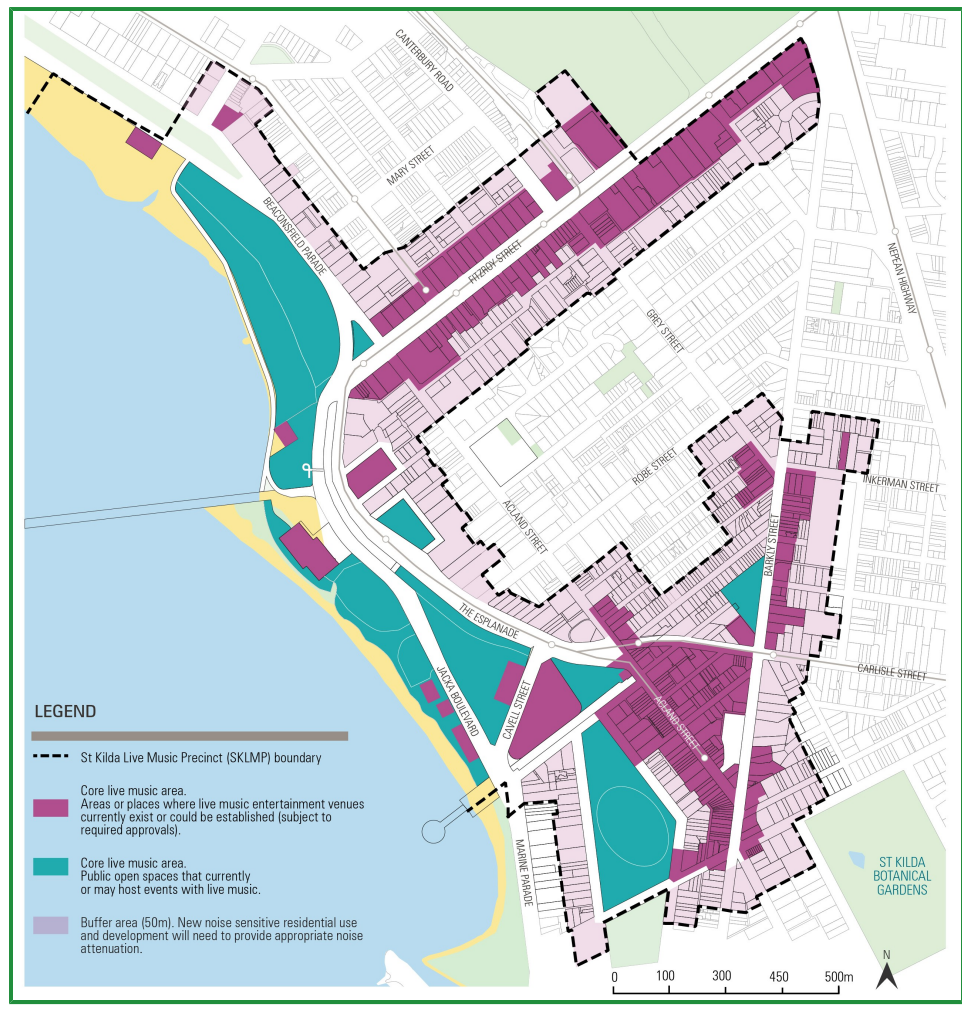 CANTERBURY ROAD
MARY STREET
BEACONSFIELD PARADE
FITZROY STREET
NEPEAN HIGHWAY
GREY STREET
ROBE STREET
INKERMAN STREET
ACLAND STREET
BARKLY STREET
THE ESPLANADE
CARLISLE STREET
JACKA BOULEVARD
CAVELL STREET
ACLAND STREET
MARINE PARADE
ST KILDA
BOTANICAL
GARDENS
LEGEND
St Kilda Live Music Precinct (SKLMP) boundary
Core live music area.
Areas or places where live music entertainment venues
currently exist or could be established (subject to
required approvals).
Core live music area.
Public open spaces that currently
or may host events with live music.
Buffer area (50m). New noise sensitive residential use
and development will need to provide appropriate noise
attenuation.
N
0 100 300 450 500m